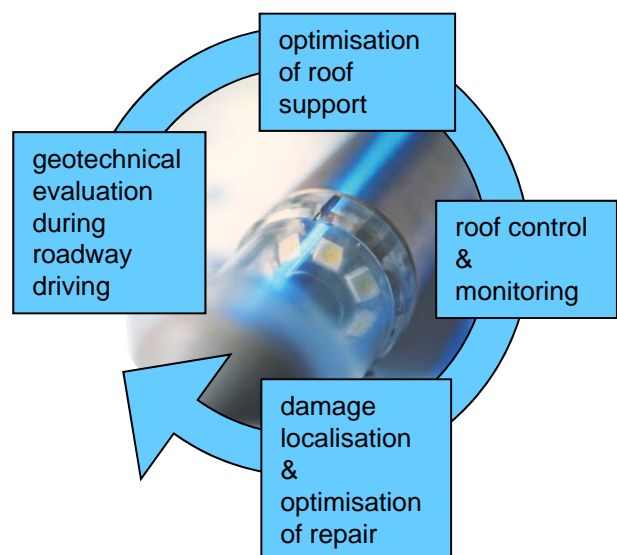 optimisation
of roof
support
geotechnical
evaluation
during
roadway
driving
roof control
&
monitoring
damage
localisation
&
optimisation
of repair